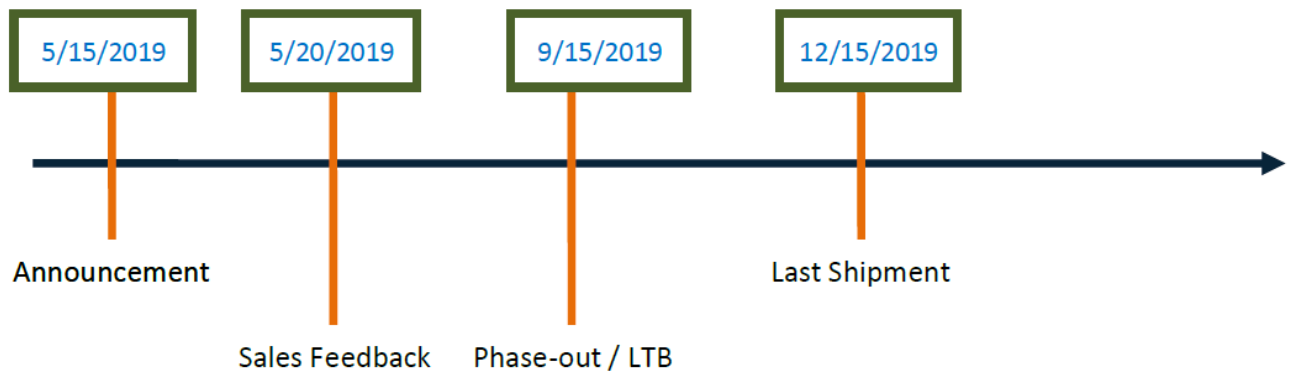 5/15/2019
5/20/2019
9/15/2019
12/15/2019
Announcement
Last Shipment
Sales Feedback
Phase-out / LTB